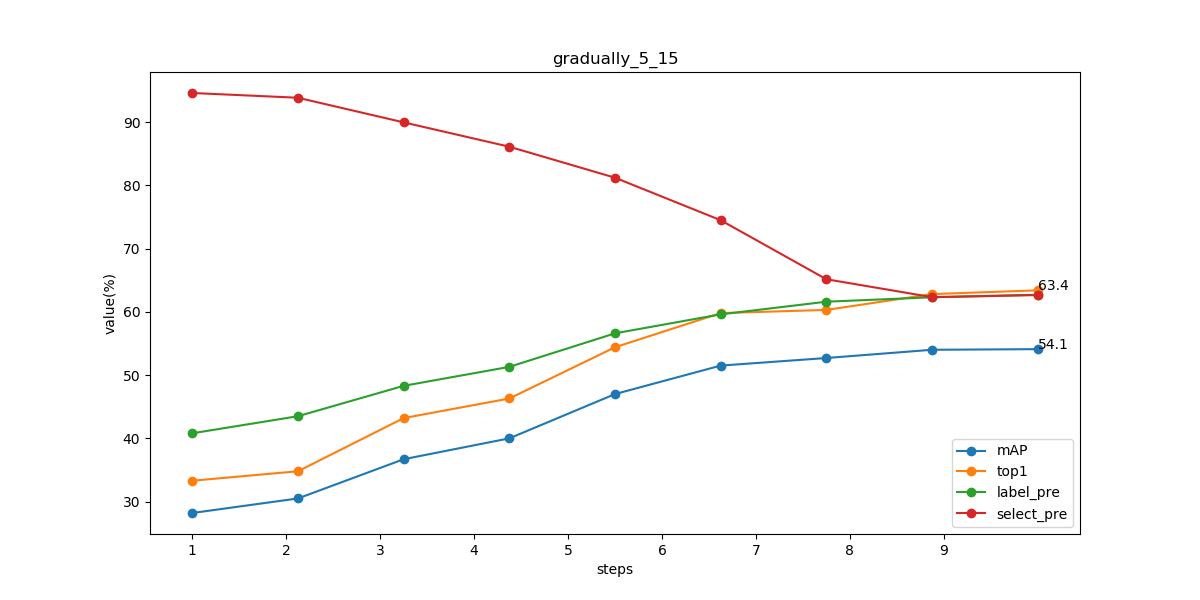 gradually_5_15
value(%)
90
80
70
60
50
40
30
63.4
54.1
mAP
top1
label_pre
select_pre
1 2 3 4 5 6 7 8 9
steps